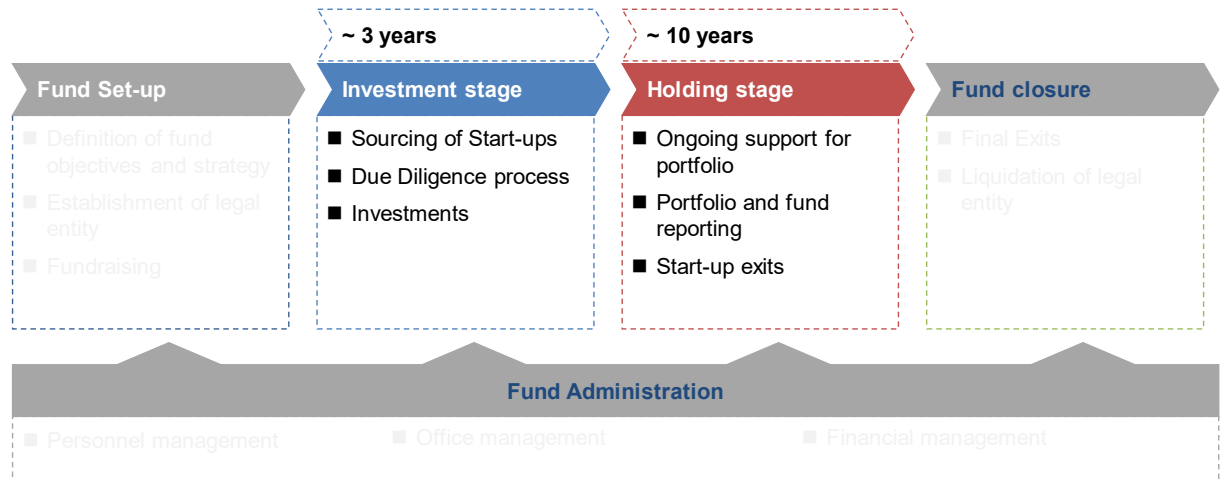 ~ 3 years
~ 10 years
Fund Set-up
Investment stage
Holding stage
Fund closure
■ Definition of fund
objectives and strategy
■ Establishment of legal
entity
■ Fundraising
■ Sourcing of Start-ups
■ Due Diligence process
■ Investments
■ Ongoing support for
portfolio
■ Portfolio and fund
reporting
■ Start-up exits
■ Final Exits
■ Liquidation of legal
entity
Fund Administration
■ Personnel management
■ Office management
■ Financial management